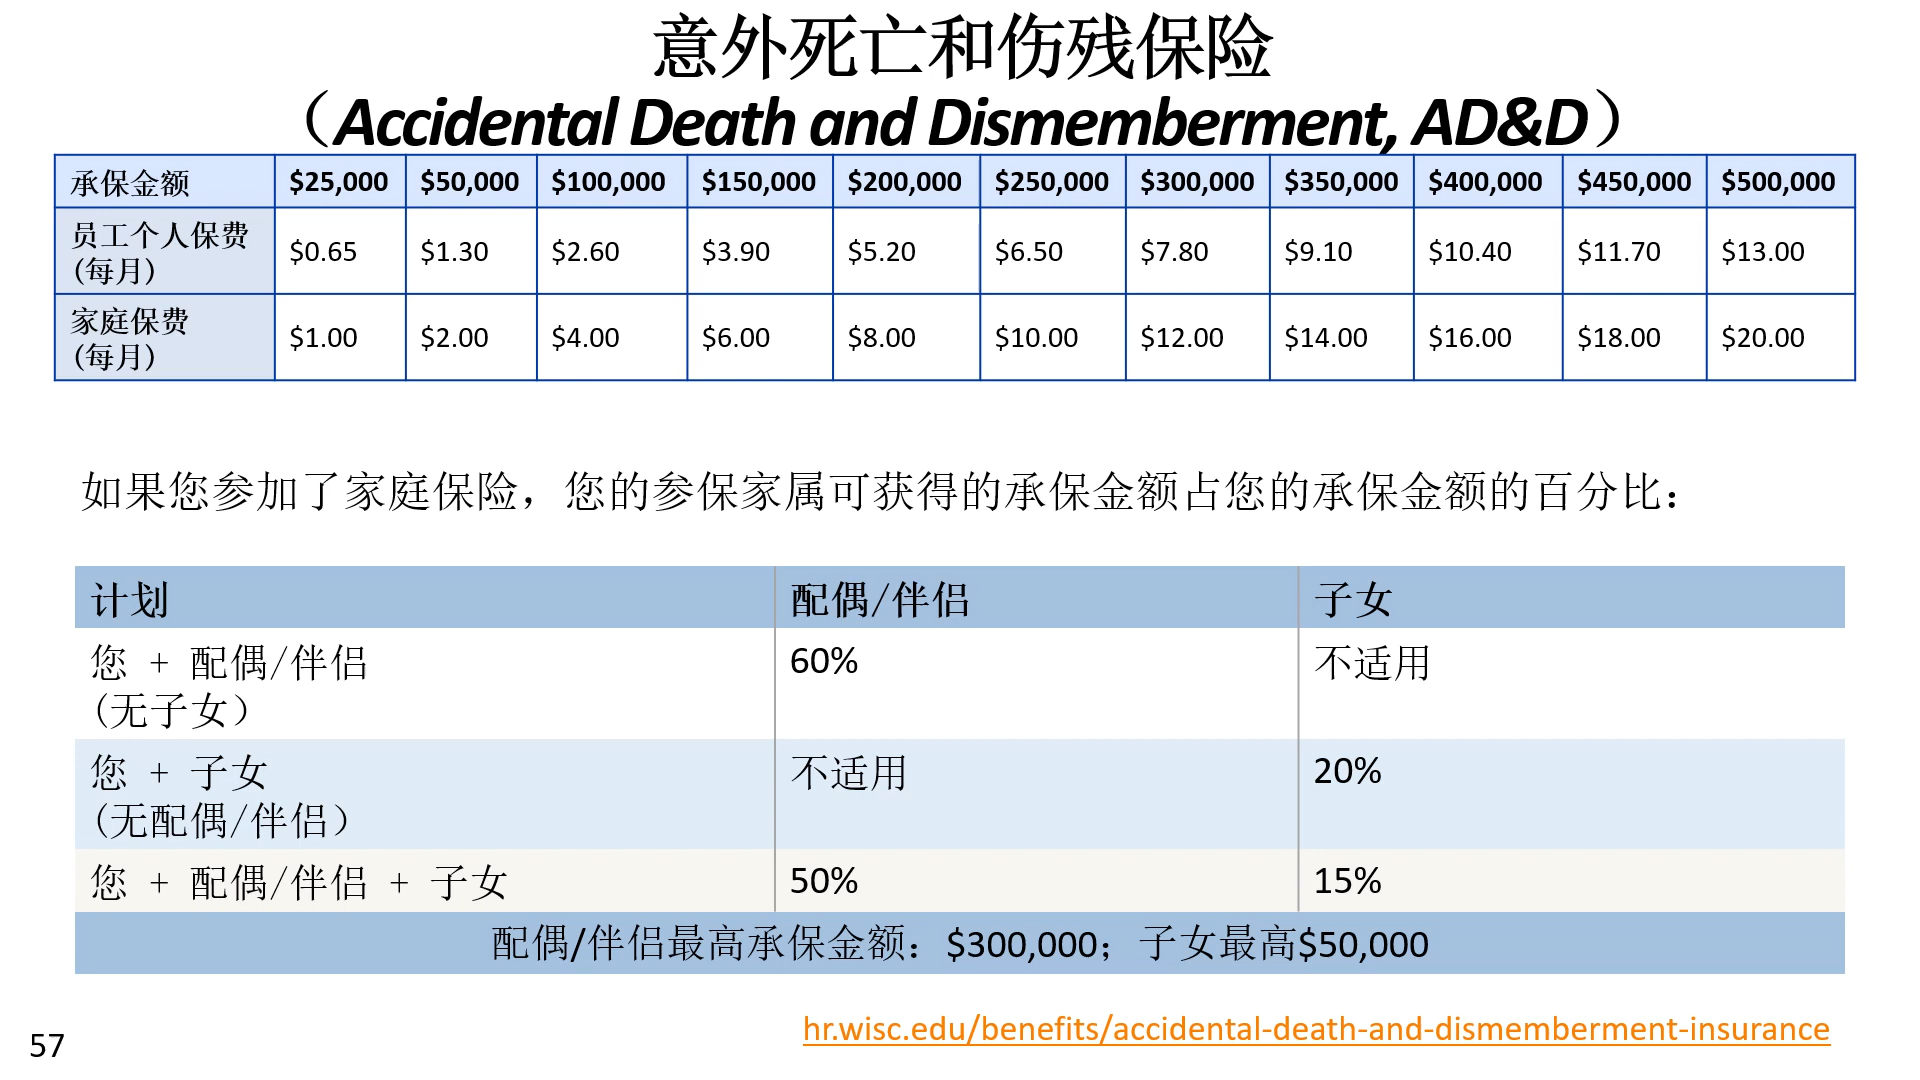 意外死亡和伤残保险
（Accidental Death and Dismemberment, AD&D）
承保金额 $25,000 $50,000 $100,000 $150,000 $200,000 $250,000 $300,000 $350,000 $400,000 $450,000 $500,000
员工个人保费
(每月) $0.65 $1.30 $2.60 $3.90 $5.20 $6.50 $7.80 $9.10 $10.40 $11.70 $13.00
家庭保费
(每月) $1.00 $2.00 $4.00 $6.00 $8.00 $10.00 $12.00 $14.00 $16.00 $18.00 $20.00
如果您参加了家庭保险，您的参保家属可获得的承保金额占您的承保金额的百分比：
计划 配偶/伴侣 子女
您 + 配偶/伴侣 60% 不适用
(无子女）
您 + 子女 不适用 20%
(无配偶/伴侣）
您 + 配偶/伴侣 + 子女 50% 15%
配偶/伴侣最高承保金额：$300,000；子女最高$50,000
hr.wisc.edu/benefits/accidental-death-and-dismemberment-insurance
57